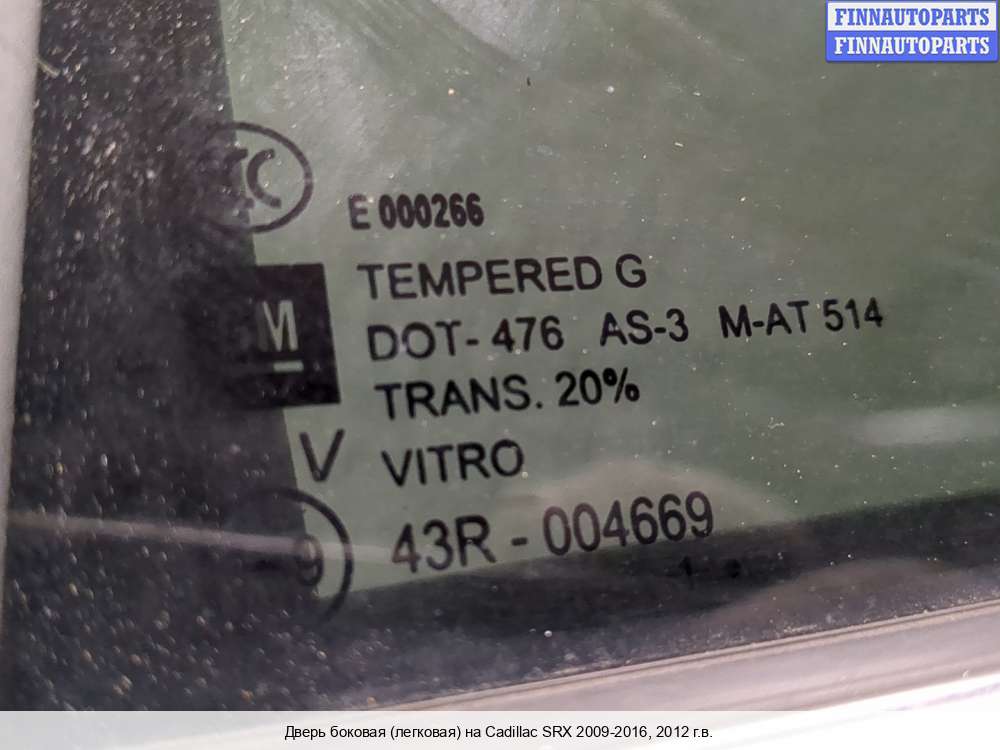 FINNAUTOPARTS
FINNAUTOPARTS
E 000266
TEMPERED G
DOT- 476 AS-3 M-AT 514
TRANS. 20%
V VITRO
43R - 004669
Дверь боковая (легковая) на Cadillac SRX 2009-2016, 2012 г.в.